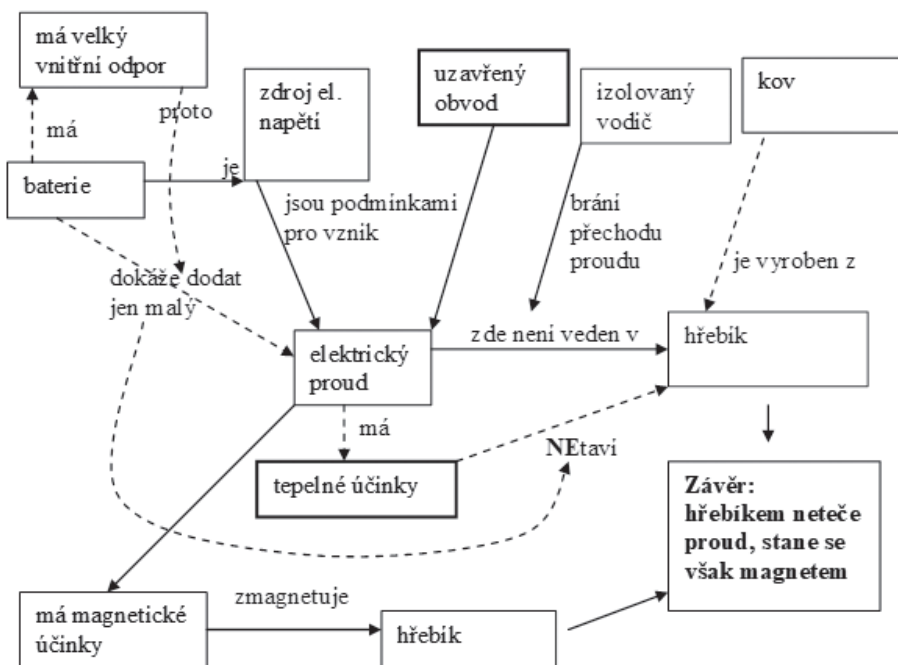 má velký
vnitřní odpor
zdroj el.
napětí
uzavřený
obvod
izolovaný
vodič
kov
proto
má
je
baterie
jsou podmínkami
pro vznik
brání
přechodu
proudu
je vyroben z
dokáže dodat
jen malý
elektrický
proud
zde není veden v
hřebík
má
NEtaví
tepelné účinky
Závěr:
hřebíkem neteče
proud, stane se
však magnetem
má magnetické
účinky
zmagnetuje
hřebík